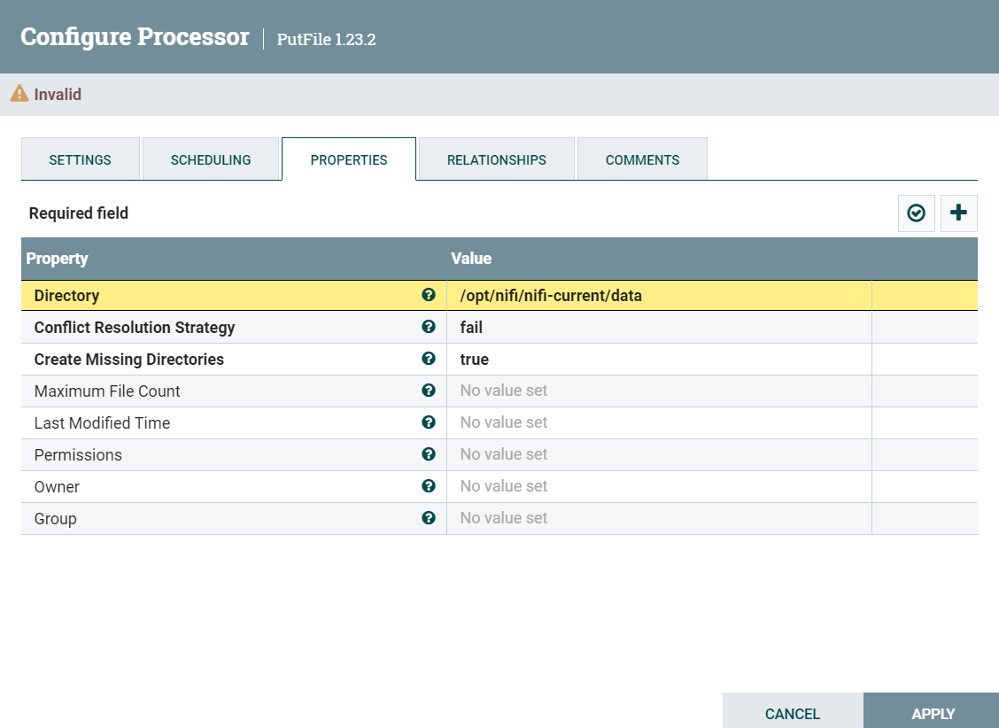 Configure Processor | PutFile 1.23.2
Invalid
SETTINGS SCHEDULING PROPERTIES RELATIONSHIPS COMMENTS
Required field
Property Value
Directory /opt/nifi/nifi-current/data
Conflict Resolution Strategy fail
Create Missing Directories true
Maximum File Count No value set
Last Modified Time No value set
Permissions No value set
Owner No value set
Group No value set
CANCEL APPLY